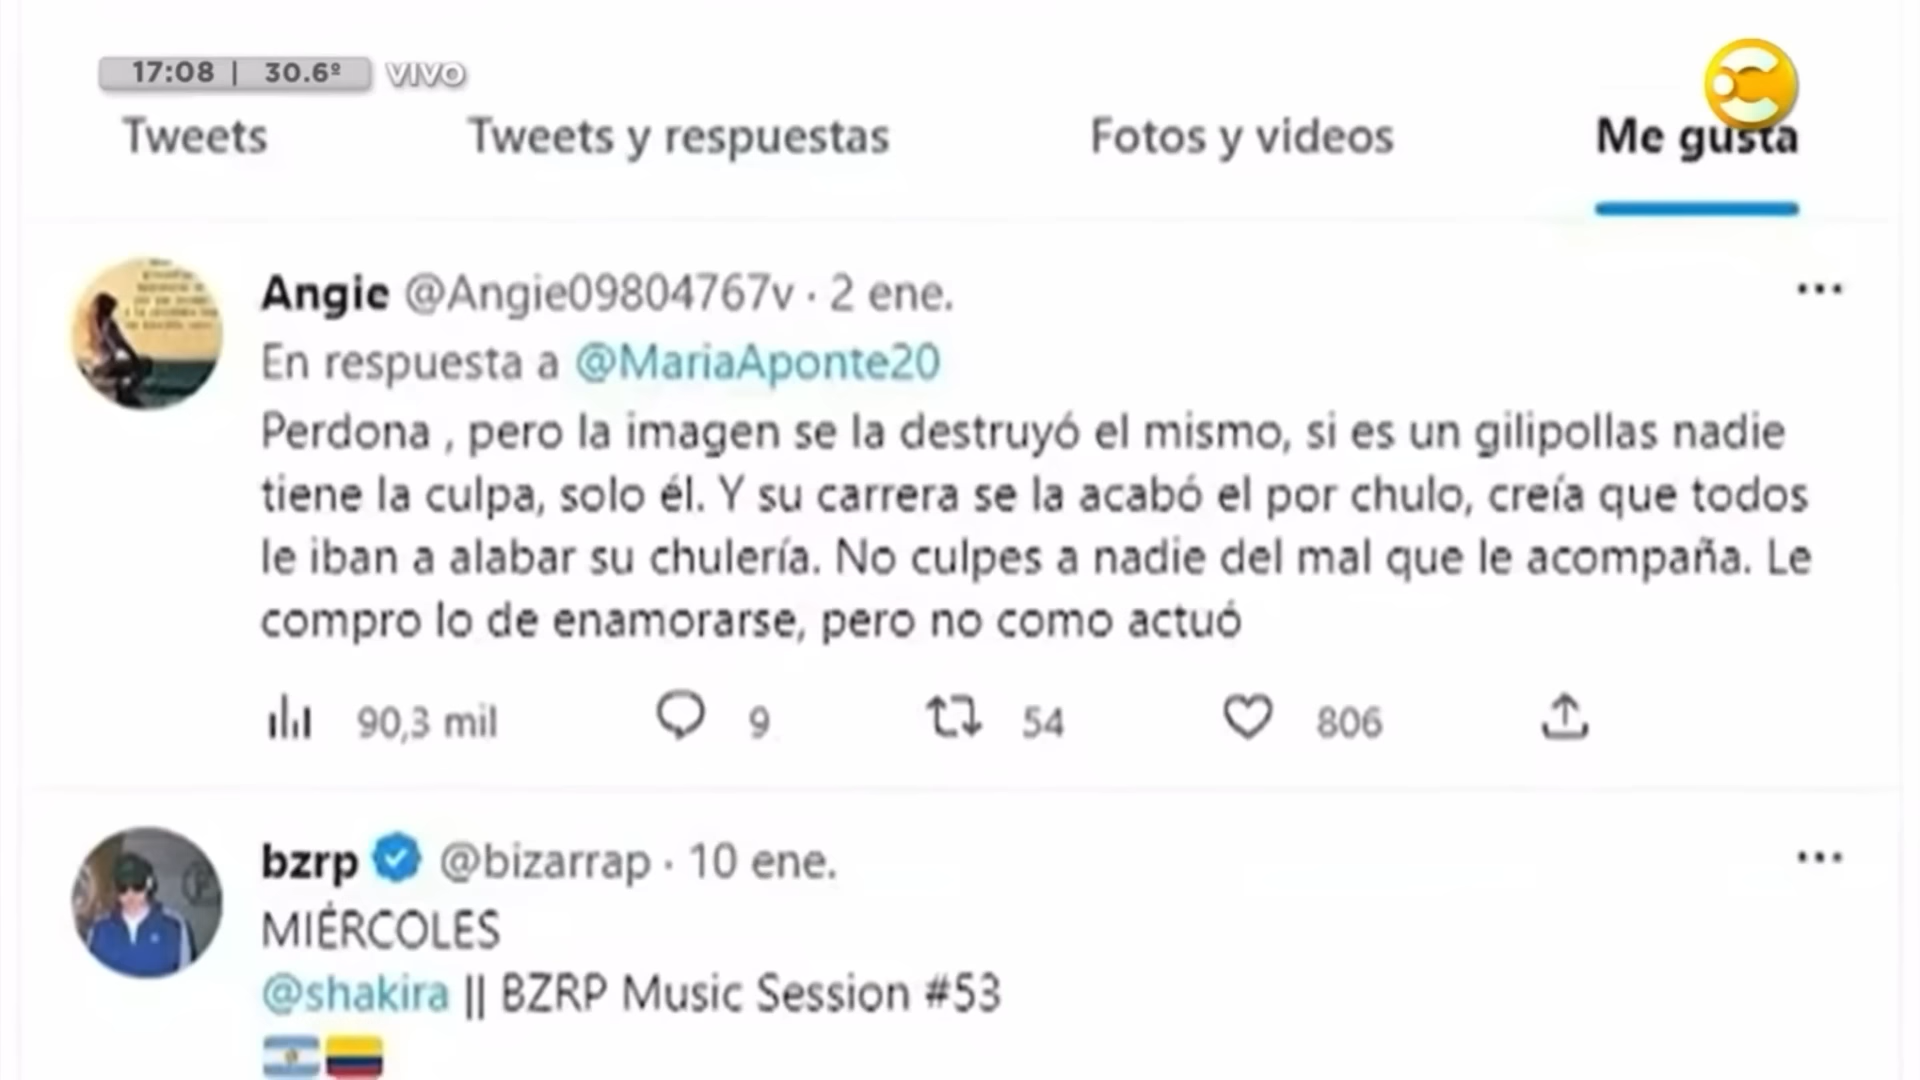 17:08 | 30.6º VIVO
Tweets Tweets y respuestas Fotos y videos Me gusta
Angie @Angie09804767v · 2 ene.
En respuesta a @MariaAponte20
Perdona , pero la imagen se la destruyó el mismo, si es un gilipollas nadie
tiene la culpa, solo él. Y su carrera se la acabó el por chulo, creía que todos
le iban a alabar su chulería. No culpes a nadie del mal que le acompaña. Le
compro lo de enamorarse, pero no como actuó
90,3 mil 9 54 806
bzrp @bizarrap · 10 ene.
MIÉRCOLES
@shakira || BZRP Music Session #53